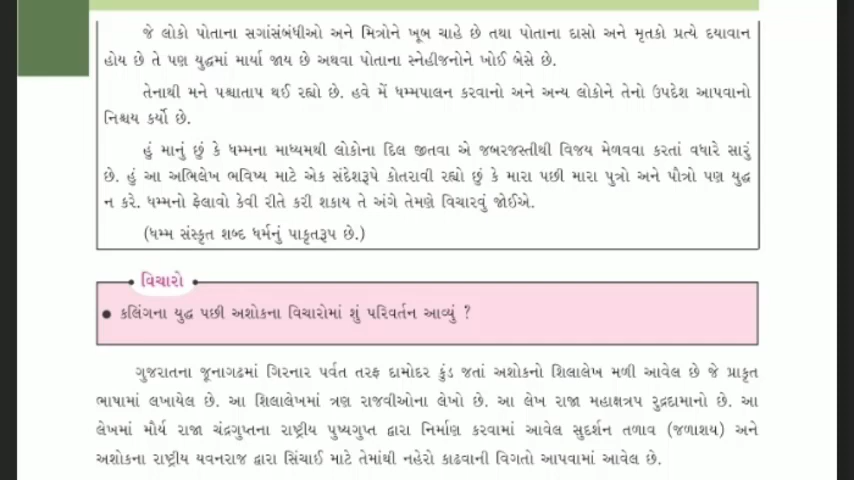 જે લોકો પોતાના સગાંસંબંધીઓ અને મિત્રોને ખૂબ ચાહે છે તથા પોતાના દાસો અને મૃતકો પ્રત્યે દયાવાન
હોય છે તે પણ યુદ્ધમાં માર્યા જાય છે અથવા પોતાના સ્નેહીજનોને ખોઈ બેસે છે.
તેનાથી મને પશ્ચાતાપ થઈ રહ્યો છે. હવે મેં ધમ્મપાલન કરવાનો અને અન્ય લોકોને તેનો ઉપદેશ આપવાનો
નિશ્ચય કર્યો છે.
હું માનું છું કે ધમ્મના માધ્યમથી લોકોના દિલ જીતવા એ જબરજસ્તીથી વિજય મેળવવા કરતાં વધારે સારું
છે. હું આ અભિલેખ ભવિષ્ય માટે એક સંદેશરૂપે કોતરાવી રહ્યો છું કે મારા પછી મારા પુત્રો અને પૌત્રો પણ યુદ્ધ
ન કરે. ધમ્મનો ફેલાવો કેવી રીતે કરી શકાય તે અંગે તેમણે વિચારવું જોઈએ.
(ધમ્મ સંસ્કૃત શબ્દ ધર્મનું પાકૃતરૂપ છે.)
વિચારો
● કલિંગના યુદ્ધ પછી અશોકના વિચારોમાં શું પરિવર્તન આવ્યું ?
ગુજરાતના જૂનાગઢમાં ગિરનાર પર્વત તરફ દામોદર કુંડ જતાં અશોકનો શિલાલેખ મળી આવેલ છે જે પ્રાકૃત
ભાષામાં લખાયેલ છે. આ શિલાલેખમાં ત્રણ રાજવીઓના લેખો છે. આ લેખ રાજા મહાક્ષત્રપ રુદ્રદામાનો છે. આ
લેખમાં મૌર્ય રાજા ચંદ્રગુપ્તના રાષ્ટ્રીય પુષ્યગુપ્ત દ્વારા નિર્માણ કરવામાં આવેલ સુદર્શન તળાવ (જળાશય) અને
અશોકના રાષ્ટ્રીય યવનરાજ દ્વારા સિંચાઈ માટે તેમાંથી નહેરો કાઢવાની વિગતો આપવામાં આવેલ છે.